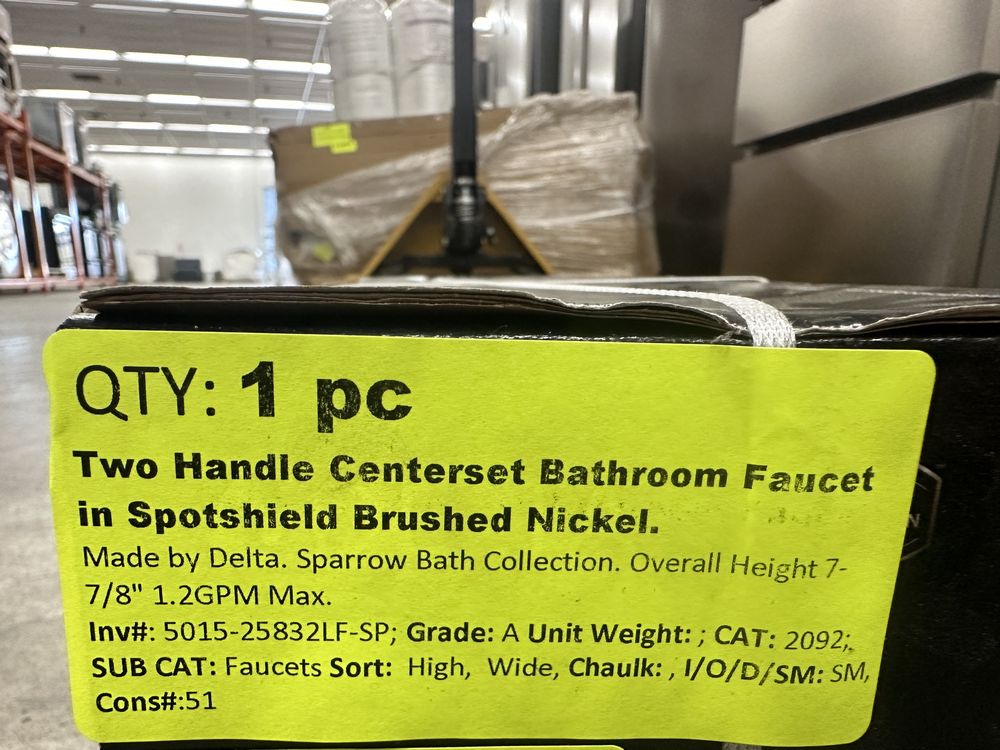 QTY: 1 pc
Two Handle Centerset Bathroom Faucet
in Spotshield Brushed Nickel.
Made by Delta. Sparrow Bath Collection. Overall Height 7-
7/8" 1.2GPM Max.
Inv#: 5015-25832LF-SP; Grade: A Unit Weight: ; CAT: 2092;
SUB CAT: Faucets Sort: High, Wide, Chaulk: , I/O/D/SM: SM,
Cons#:51